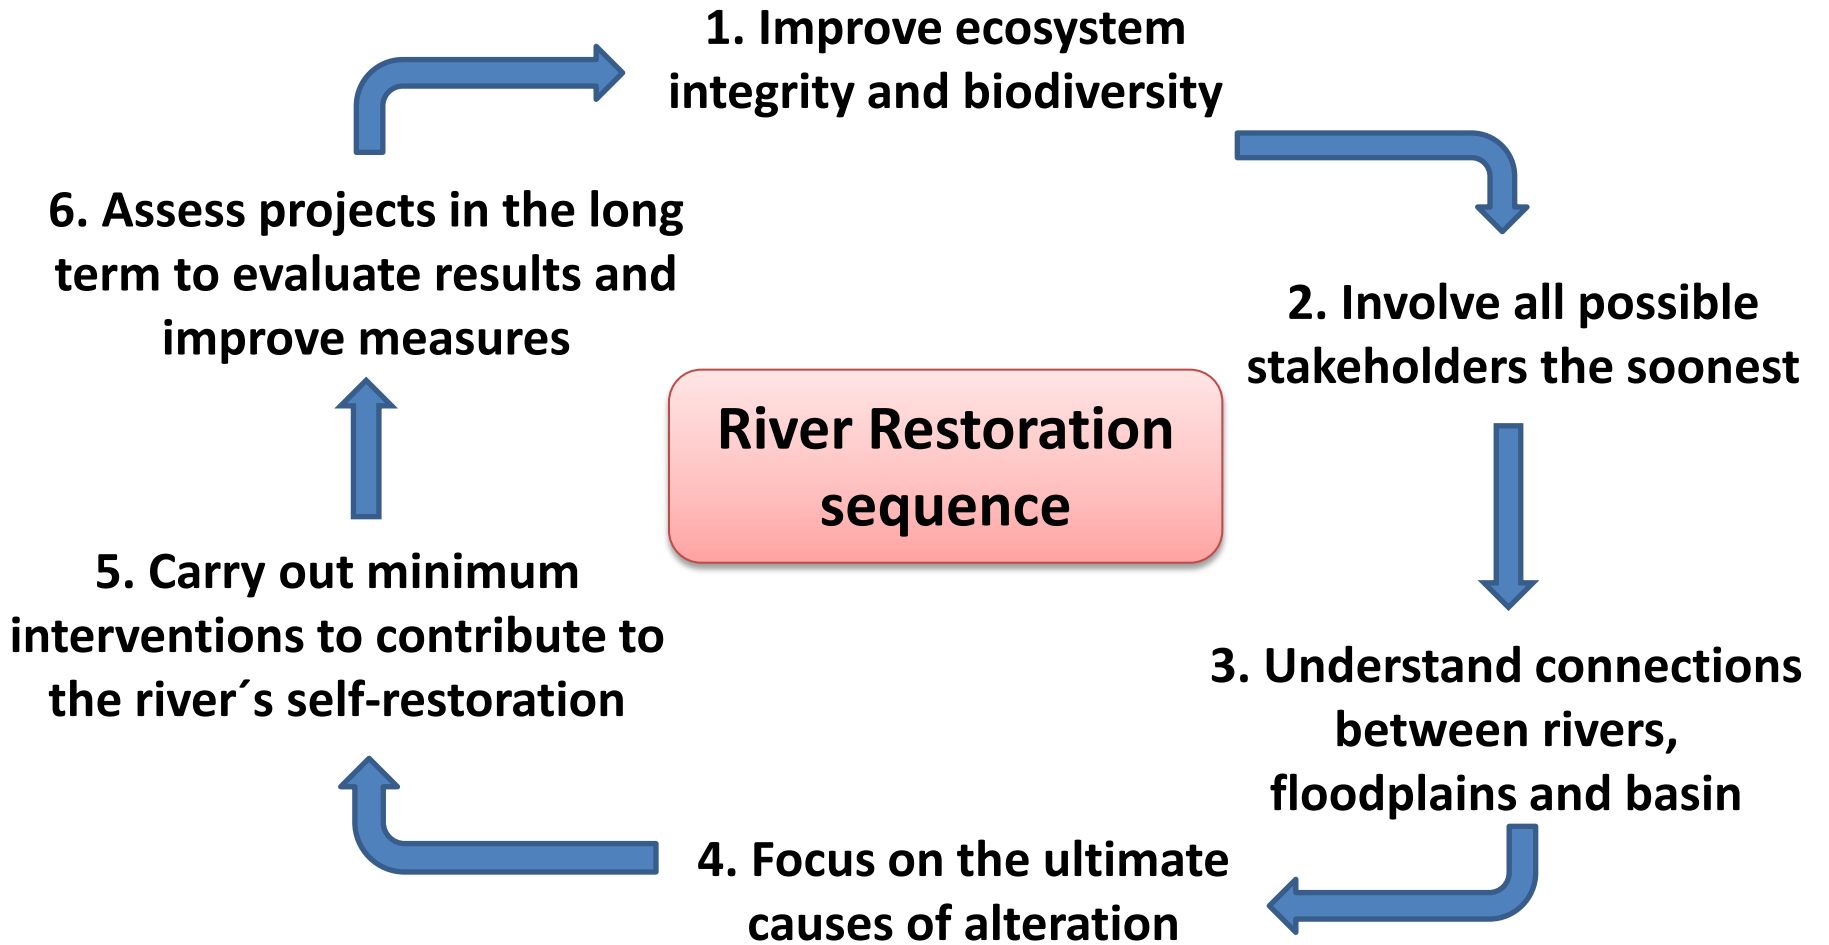 1. Improve ecosystem
integrity and biodiversity
2. Involve all possible
stakeholders the soonest
3. Understand connections
between rivers,
floodplains and basin
4. Focus on the ultimate
causes of alteration
5. Carry out minimum
interventions to contribute to
the river´s self-restoration
6. Assess projects in the long
term to evaluate results and
improve measures
River Restoration
sequence